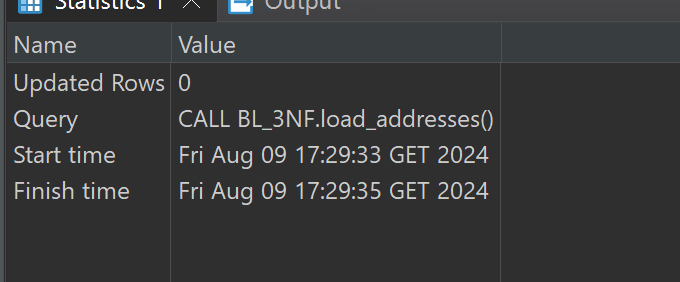 Statistics 1 Output
Name Value
Updated Rows 0
Query CALL BL_3NF.load_addresses()
Start time Fri Aug 09 17:29:33 GET 2024
Finish time Fri Aug 09 17:29:35 GET 2024